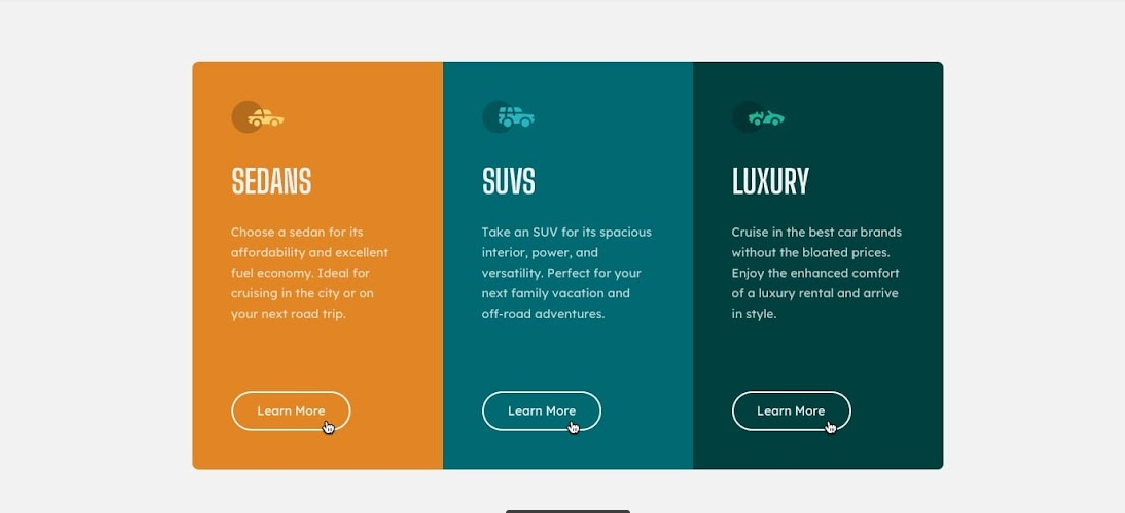 SEDANS
Choose a sedan for its
affordability and excellent
fuel economy. Ideal for
cruising in the city or on
your next road trip.
Learn More
SUVS
Take an SUV for its spacious
interior, power, and
versatility. Perfect for your
next family vacation and
off-road adventures.
Learn More
LUXURY
Cruise in the best car brands
without the bloated prices.
Enjoy the enhanced comfort
of a luxury rental and arrive
in style.
Learn More